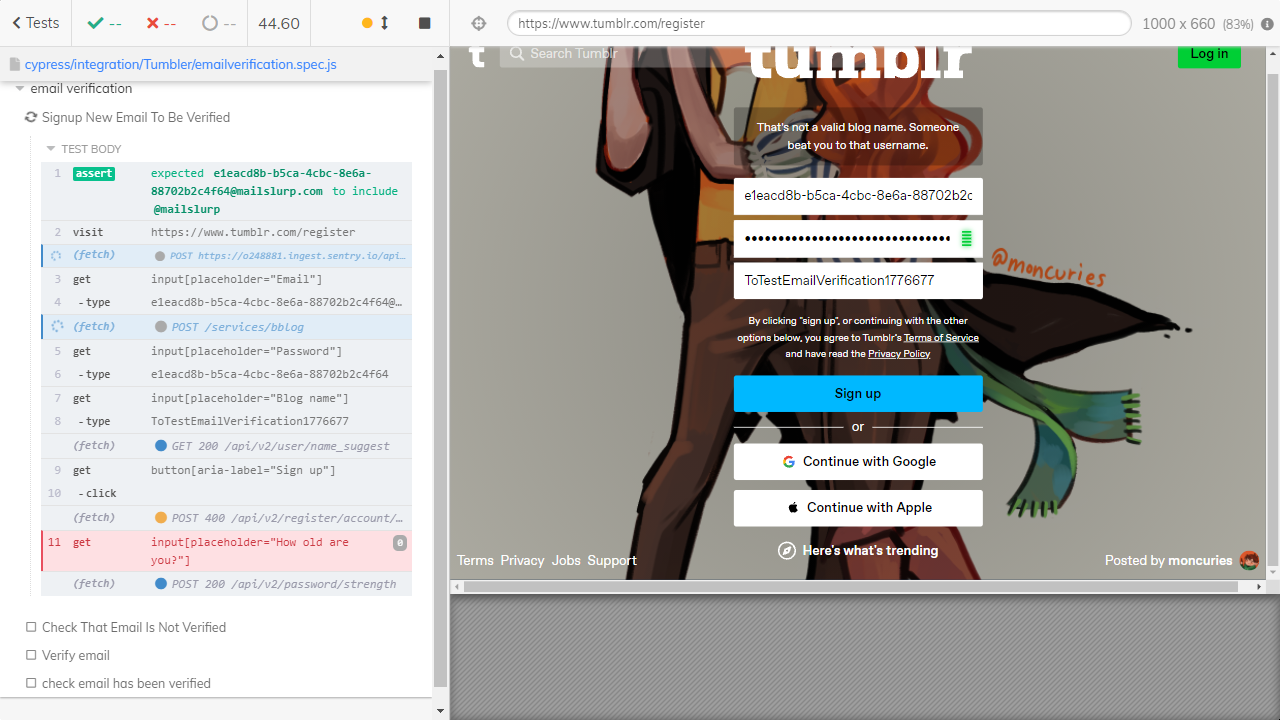 Tests
--
--
--
44.60
https://www.tumblr.com/register
1000 x 660 (83%)
cypress/integration/Tumbler/emailverification.spec.js
email verification
Signup New Email To Be Verified
TEST BODY
1 assert expected e1eacd8b-b5ca-4cbc-8e6a-
88702b2c4f64@mailslurp.com to include
@mailslurp
2 visit https://www.tumblr.com/register
(fetch) POST https://o248881.ingest.sentry.io/api...
3 get input[placeholder="Email"]
4 -type e1eacd8b-b5ca-4cbc-8e6a-88702b2c4f64@...
(fetch) POST /services/bblog
5 get input[placeholder="Password"]
6 -type e1eacd8b-b5ca-4cbc-8e6a-88702b2c4f64
7 get input[placeholder="Blog name"]
8 -type ToTestEmailVerification1776677
(fetch) GET 200 /api/v2/user/name_suggest
9 get button[aria-label="Sign up"]
10 -click
(fetch) POST 400 /api/v2/register/account/...
11 get input[placeholder="How old are 0
you?"]
(fetch) POST 200 /api/v2/password/strength
Check That Email Is Not Verified
Verify email
check email has been verified
t
Search Tumblr
tumblr
Log in
That's not a valid blog name. Someone
beat you to that username.
e1eacd8b-b5ca-4cbc-8e6a-88702b2c
ToTestEmailVerification1776677
@moncuries
By clicking "sign up", or continuing with the other
options below, you agree to Tumblr's Terms of Service
and have read the Privacy Policy
Sign up
or
Continue with Google
Continue with Apple
Here's what's trending
Terms Privacy Jobs Support
Posted by moncuries